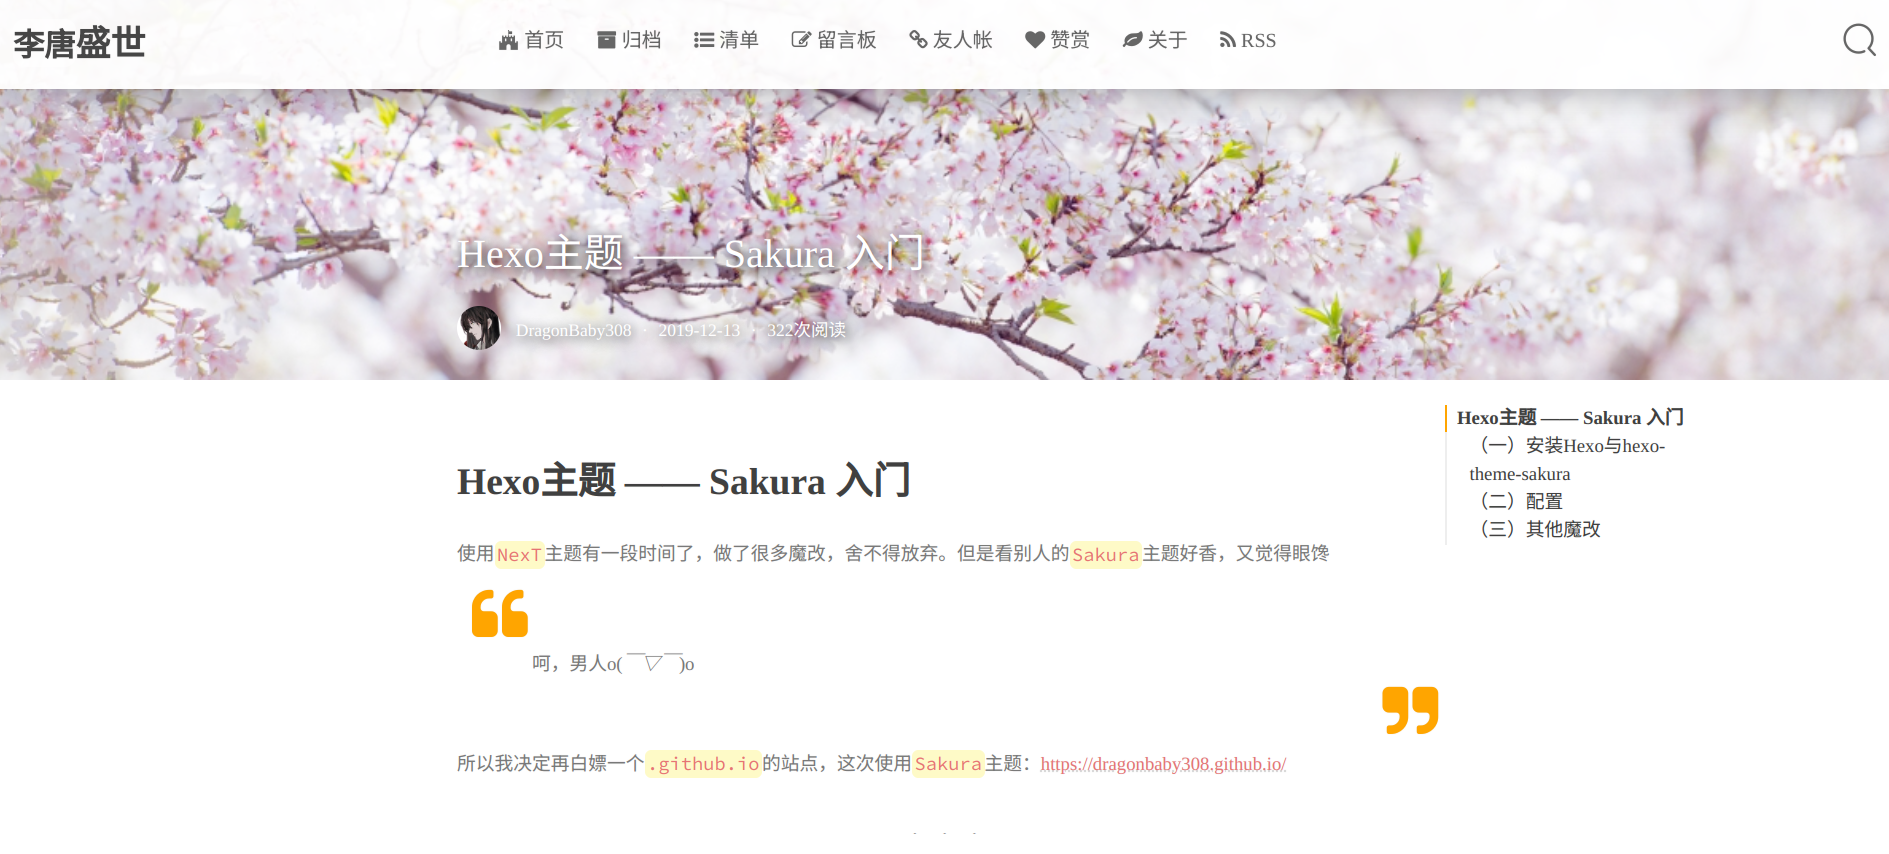 李唐盛世
首页 归档 清单 留言板 友人帐 赞赏 关于 RSS
Hexo主题 —— Sakura 入门
DragonBaby308 · 2019-12-13 · 322次阅读
Hexo主题 —— Sakura 入门
（一）安装Hexo与hexo-
theme-sakura
（二）配置
（三）其他魔改
Hexo主题 —— Sakura 入门
使用NexT主题有一段时间了，做了很多魔改，舍不得放弃。但是看别人的Sakura主题好香，又觉得眼馋
呵，男人o(￣▽￣)o
所以我决定再白嫖一个.github.io的站点，这次使用Sakura主题：https://dragonbaby308.github.io/